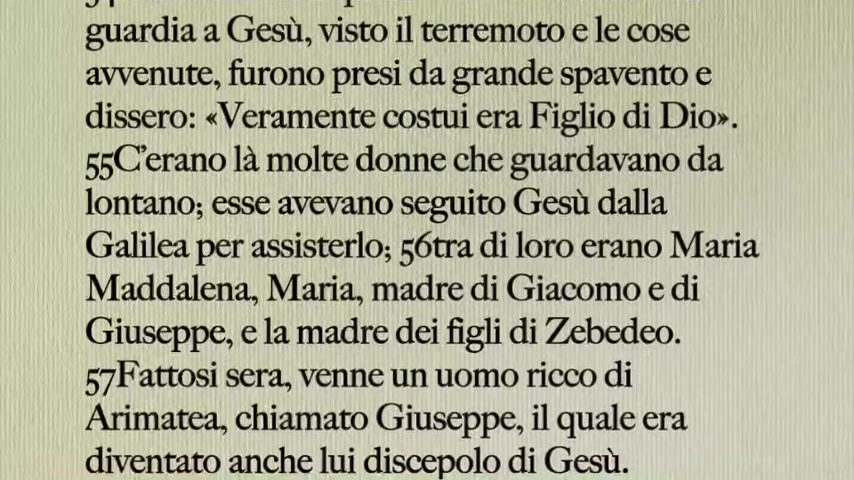 guardia a Gesù, visto il terremoto e le cose
avvenute, furono presi da grande spavento e
dissero: «Veramente costui era Figlio di Dio».
55C'erano là molte donne che guardavano da
lontano; esse avevano seguito Gesù dalla
Galilea per assisterlo; 56tra di loro erano Maria
Maddalena, Maria, madre di Giacomo e di
Giuseppe, e la madre dei figli di Zebedeo.
57Fattosi sera, venne un uomo ricco di
Arimatea, chiamato Giuseppe, il quale era
diventato anche lui discepolo di Gesù.